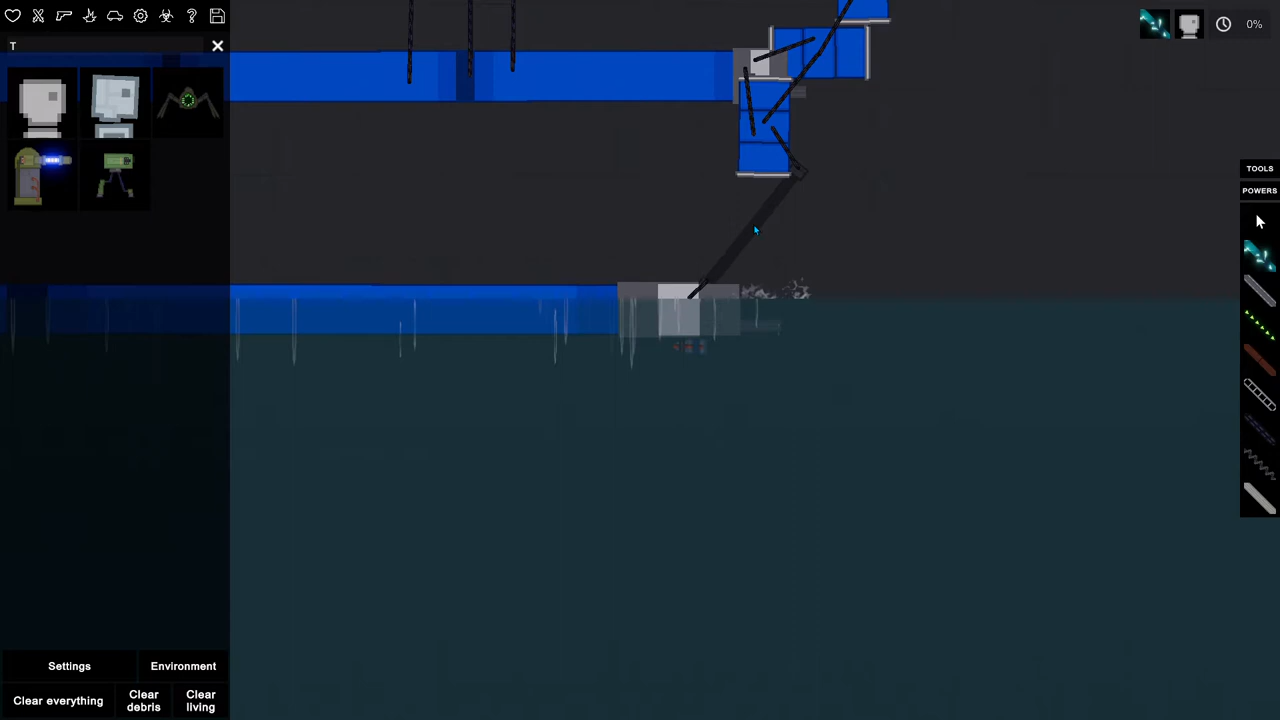 0%
T
TOOLS
POWERS
Settings
Environment
Clear everything
Clear
debris
Clear
living